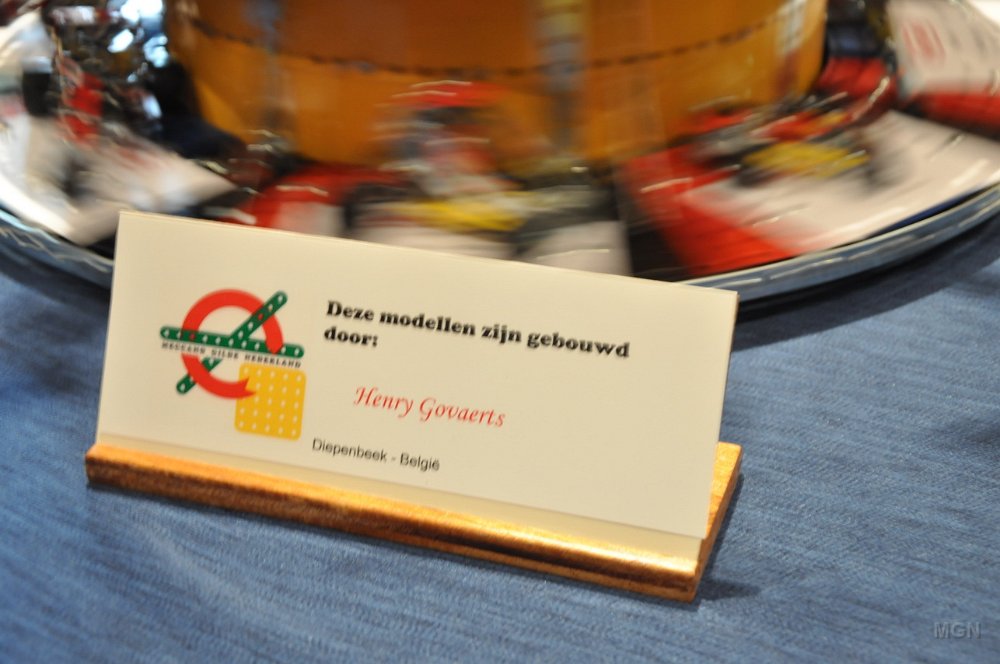 Deze modellen zijn gebouwd
door:
MECCANO GILDE NEDERLAND
Henry Govaerts
Diepenbeek - België
MGN